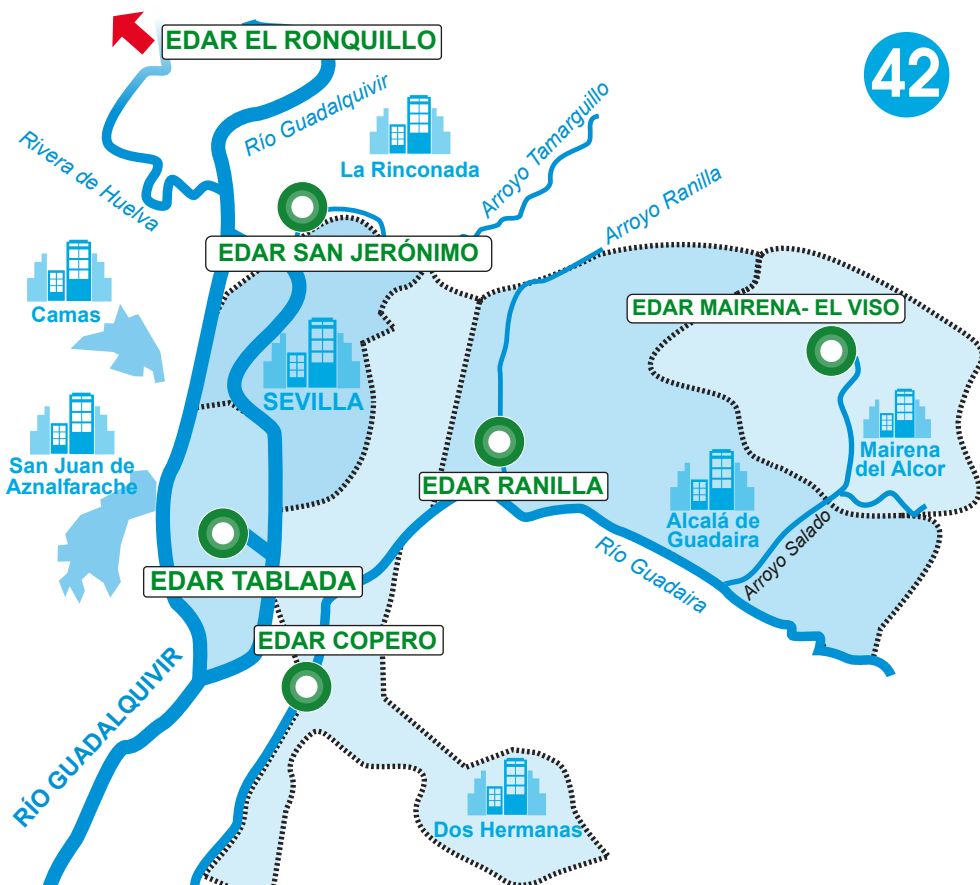 EDAR EL RONQUILLO
42
Río Guadalquivir
Rivera de Huelva
La Rinconada
Arroyo Tamarguillo
Arroyo Ranilla
EDAR SAN JERÓNIMO
Camas
EDAR MAIRENA- EL VISO
SEVILLA
San Juan de
Aznalfarache
Mairena
del Alcor
EDAR RANILLA
Alcalá de
Guadaira
Arroyo Salado
Río Guadaira
EDAR TABLADA
EDAR COPERO
RÍO GUADALQUIVIR
Dos Hermanas